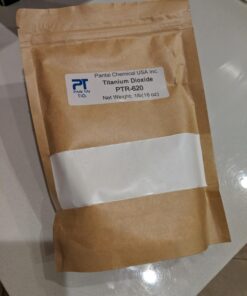 Pantai Chemical USA Inc
Titanium Dioxide
PTR-620
Net Weight, 1lb(16 oz)
PT